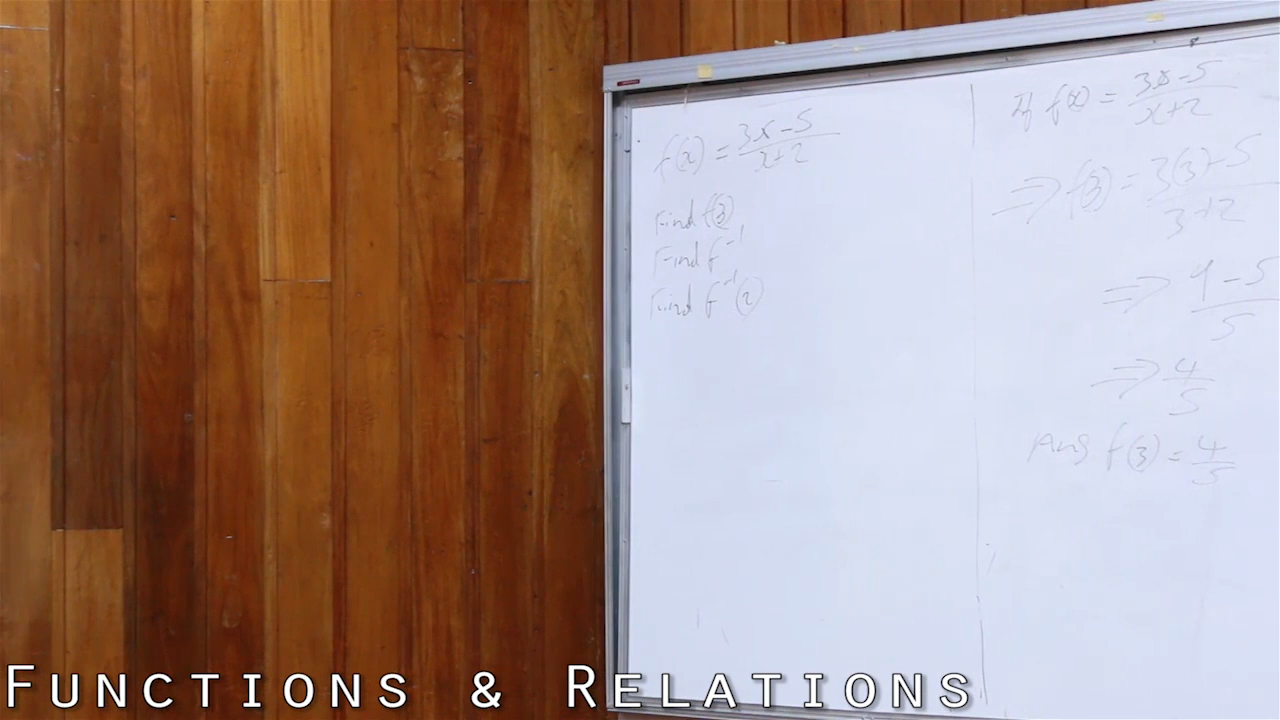 f(x) = 3x-5 / x+2
Find f(3)
Find f⁻¹
Find f⁻¹(2)
If f(x) = 3x-5 / x+2
⇒ f(3) = 3(3)-5 / 3+2
⇒ 9-5 / 5
⇒ 4/5
Ans f(3) = 4/5
Functions & Relations